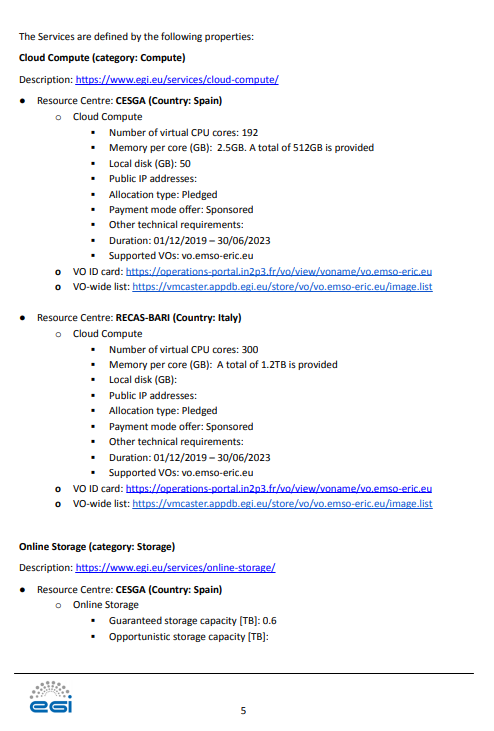 The Services are defined by the following properties:
Cloud Compute (category: Compute)
Description: https://www.egi.eu/services/cloud-compute/
● Resource Centre: CESGA (Country: Spain)
o Cloud Compute
▪ Number of virtual CPU cores: 192
▪ Memory per core (GB): 2.5GB. A total of 512GB is provided
▪ Local disk (GB): 50
▪ Public IP addresses:
▪ Allocation type: Pledged
▪ Payment mode offer: Sponsored
▪ Other technical requirements:
▪ Duration: 01/12/2019 – 30/06/2023
▪ Supported VOs: vo.emso-eric.eu
o VO ID card: https://operations-portal.in2p3.fr/vo/view/voname/vo.emso-eric.eu
o VO-wide list: https://vmcaster.appdb.egi.eu/store/vo/vo.emso-eric.eu/image.list
● Resource Centre: RECAS-BARI (Country: Italy)
o Cloud Compute
▪ Number of virtual CPU cores: 300
▪ Memory per core (GB): A total of 1.2TB is provided
▪ Local disk (GB):
▪ Public IP addresses:
▪ Allocation type: Pledged
▪ Payment mode offer: Sponsored
▪ Other technical requirements:
▪ Duration: 01/12/2019 – 30/06/2023
▪ Supported VOs: vo.emso-eric.eu
o VO ID card: https://operations-portal.in2p3.fr/vo/view/voname/vo.emso-eric.eu
o VO-wide list: https://vmcaster.appdb.egi.eu/store/vo/vo.emso-eric.eu/image.list
Online Storage (category: Storage)
Description: https://www.egi.eu/services/online-storage/
● Resource Centre: CESGA (Country: Spain)
o Online Storage
▪ Guaranteed storage capacity [TB]: 0.6
▪ Opportunistic storage capacity [TB]:
egi
5